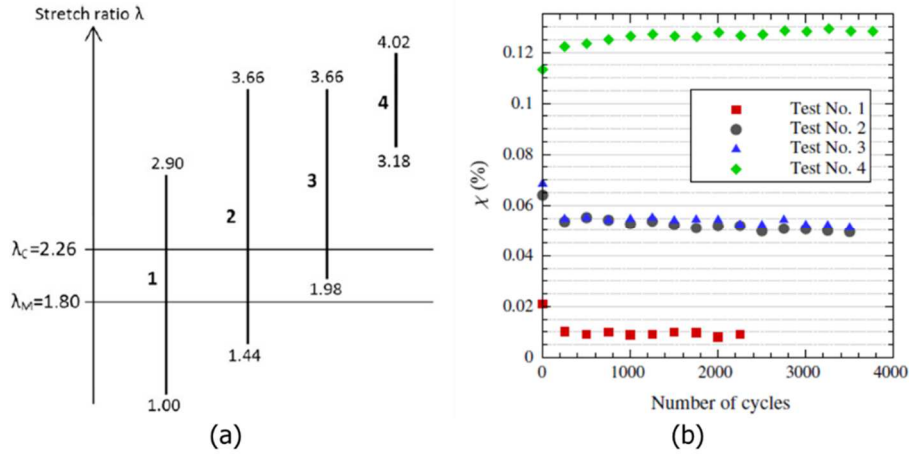 Stretch ratio λ
4.02
3.66
3.66
4
2.90
3
3.18
2
λC=2.26
1
1.98
λM=1.80
1.44
1.00
(a)
0.12
0.1
0.08
0.06
0.04
0.02
0
χ (%)
Test No. 1
Test No. 2
Test No. 3
Test No. 4
0 1000 2000 3000 4000
Number of cycles
(b)